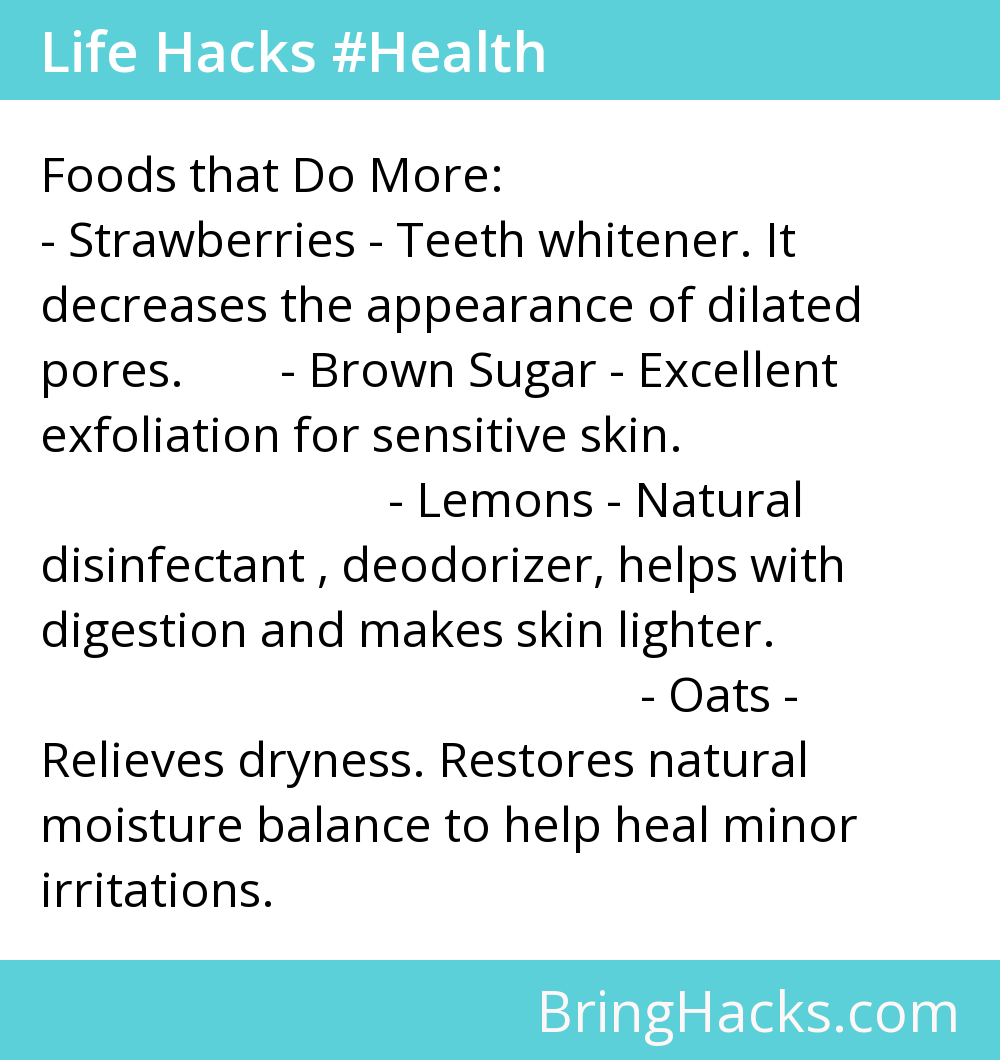 Life Hacks #Health
Foods that Do More:
- Strawberries - Teeth whitener. It
decreases the appearance of dilated
pores. - Brown Sugar - Excellent
exfoliation for sensitive skin.
- Lemons - Natural
disinfectant , deodorizer, helps with
digestion and makes skin lighter.
- Oats -
Relieves dryness. Restores natural
moisture balance to help heal minor
irritations.
BringHacks.com